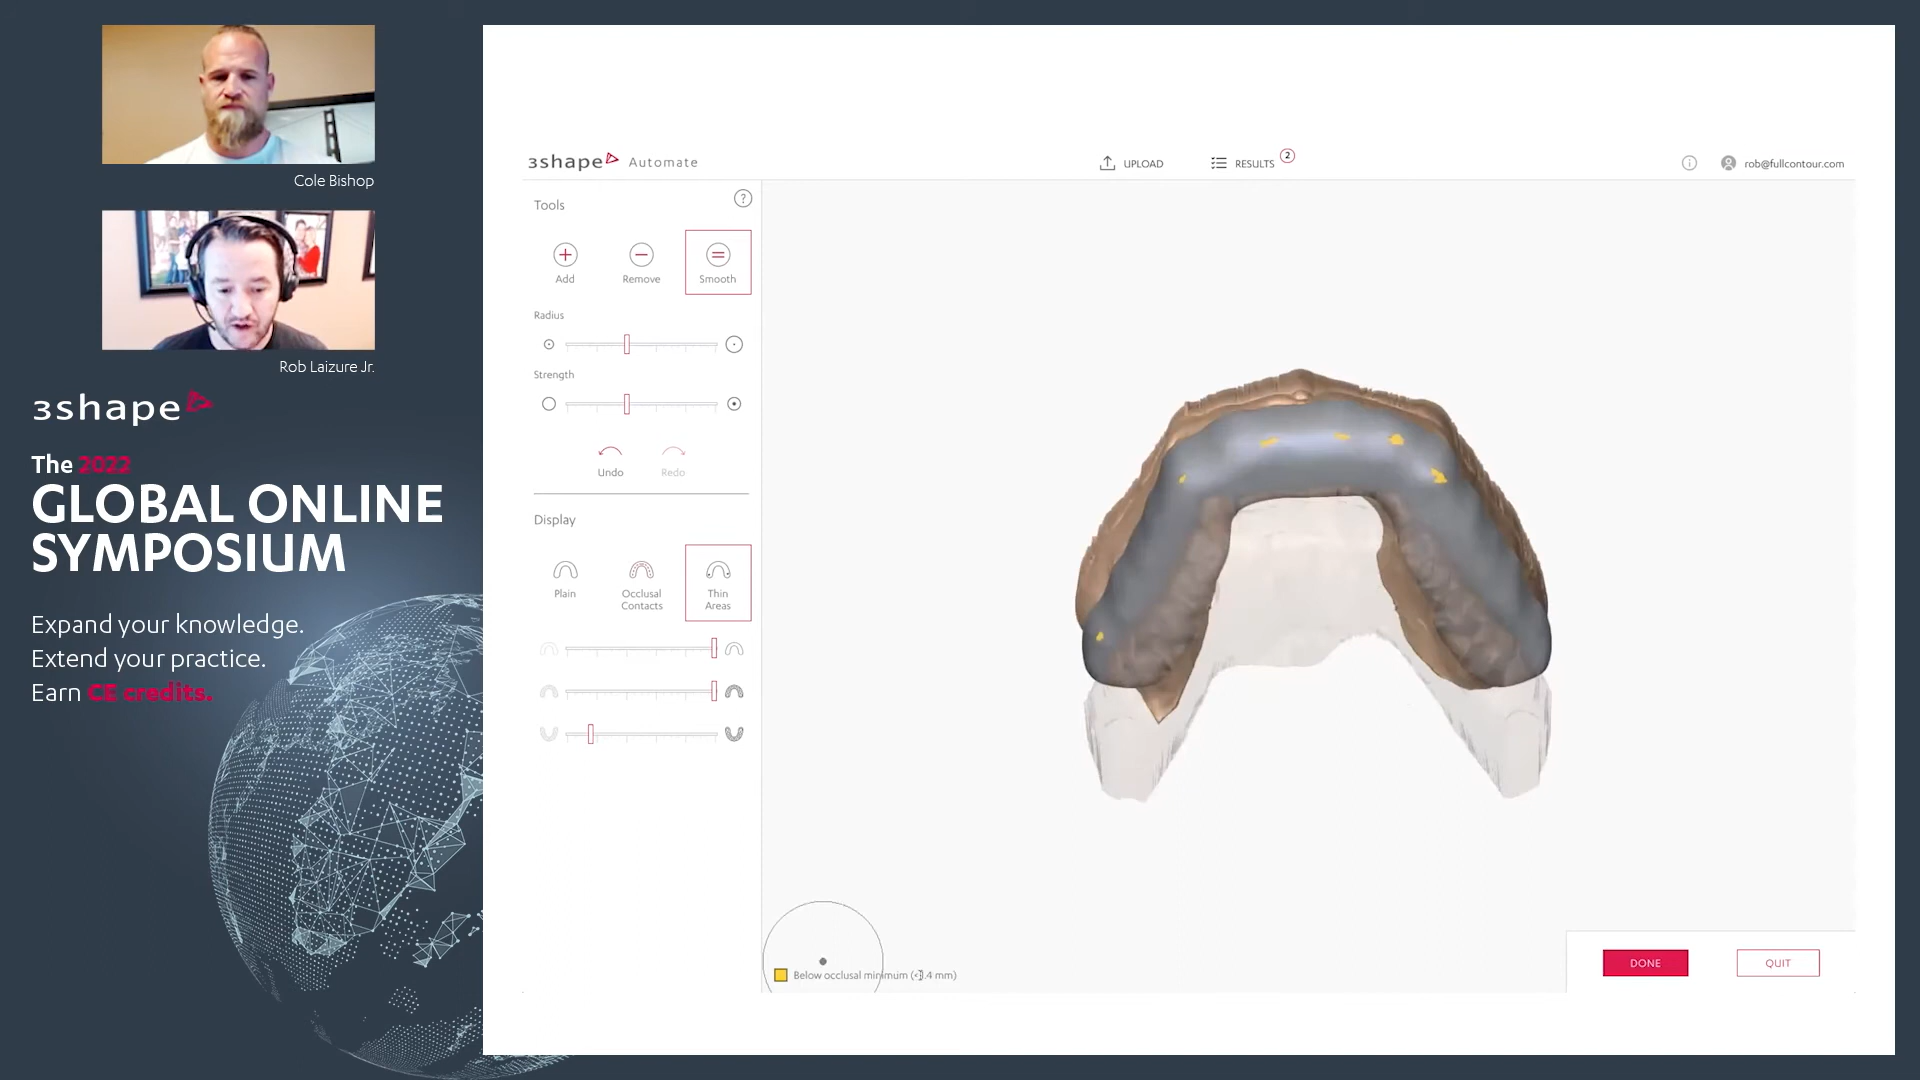 Cole Bishop
Rob Laizure Jr.
3shape
The 2022
GLOBAL ONLINE
SYMPOSIUM
Expand your knowledge.
Extend your practice.
Earn CE credits.
3shape Automate
UPLOAD
RESULTS 2
rob@fullcontour.com
Tools
?
Add
Remove
Smooth
Radius
Strength
Undo
Redo
Display
Plain
Occlusal
Contacts
Thin
Areas
Below occlusal minimum
DONE
QUIT